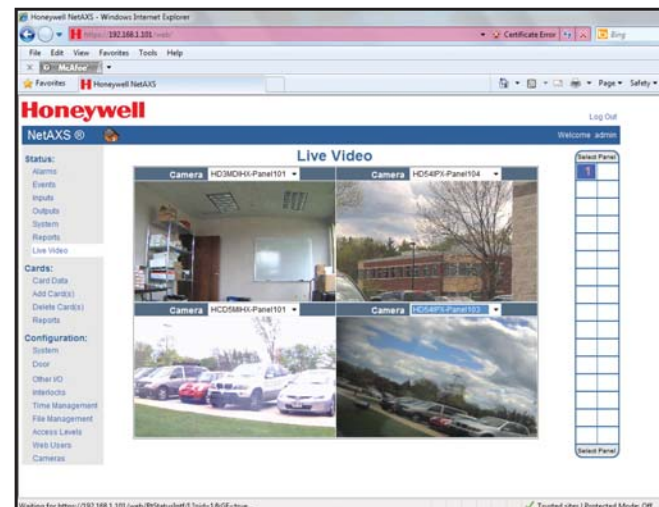 Honeywell NetAXS - Windows Internet Explorer
https://192.168.1.101/web/
Certificate Error
Bing
File Edit View Favorites Tools Help
X McAfee
Favorites Honeywell NetAXS
Page Safety
Honeywell
Log Out
NetAXS ®
Welcome admin
Status:
Alarms
Events
Inputs
Outputs
System
Reports
Live Video
Cards:
Card Data
Add Card(s)
Delete Card(s)
Reports
Configuration:
System
Door
Other I/O
Interlocks
Time Management
File Management
Access Levels
Web Users
Cameras
Live Video
Camera HD3MDIHX-Panel101
Camera HD54IPX-Panel104
Camera HCD5MIHX-Panel101
Camera HD54IPX-Panel103
Select Panel
1
Select Panel
Trusted sites | Protected Mode: Off